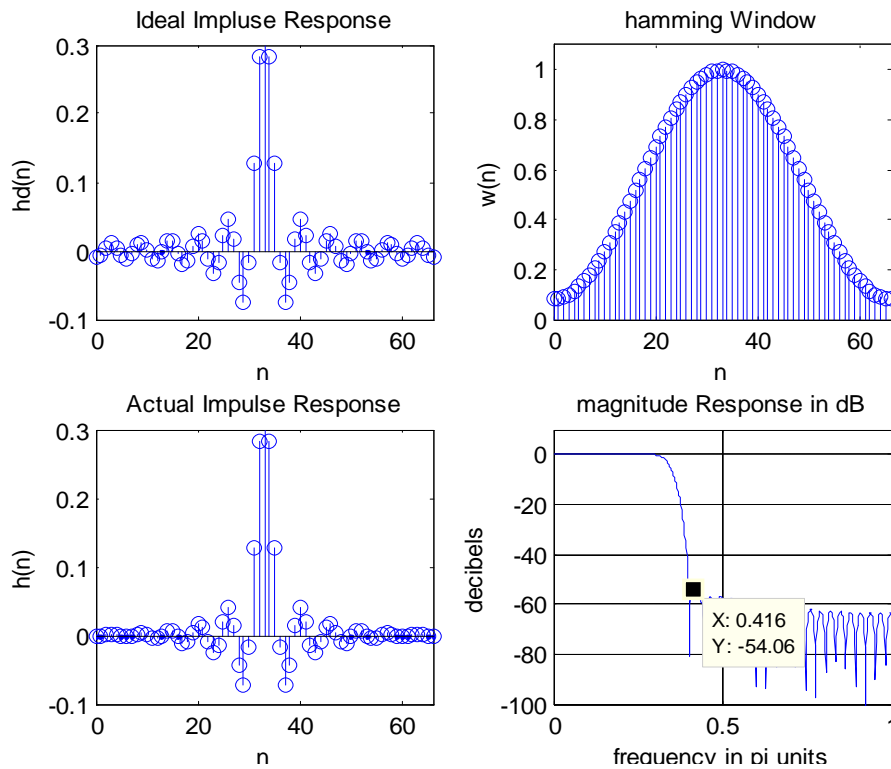 Ideal Impluse Response
hd(n)
0.3
0.2
0.1
0
-0.1
0 20 40 60
n
hamming Window
w(n)
1
0.8
0.6
0.4
0.2
0
0 20 40 60
n
Actual Impulse Response
h(n)
0.3
0.2
0.1
0
-0.1
0 20 40 60
n
magnitude Response in dB
decibels
0
-20
-40
-60
-80
-100
X: 0.416
Y: -54.06
0 0.5 1
frequency in pi units